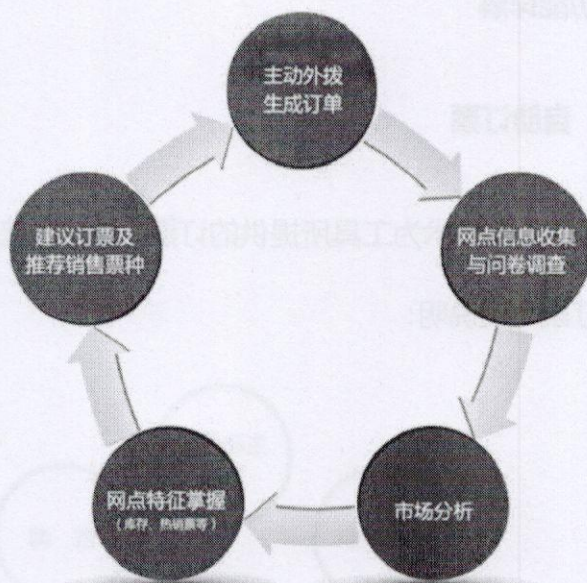 主动外拨
生成订单
网点信息收集
与问卷调查
市场分析
网点特征掌握
（库存、热销票等）
建议订票及
推荐销售票种